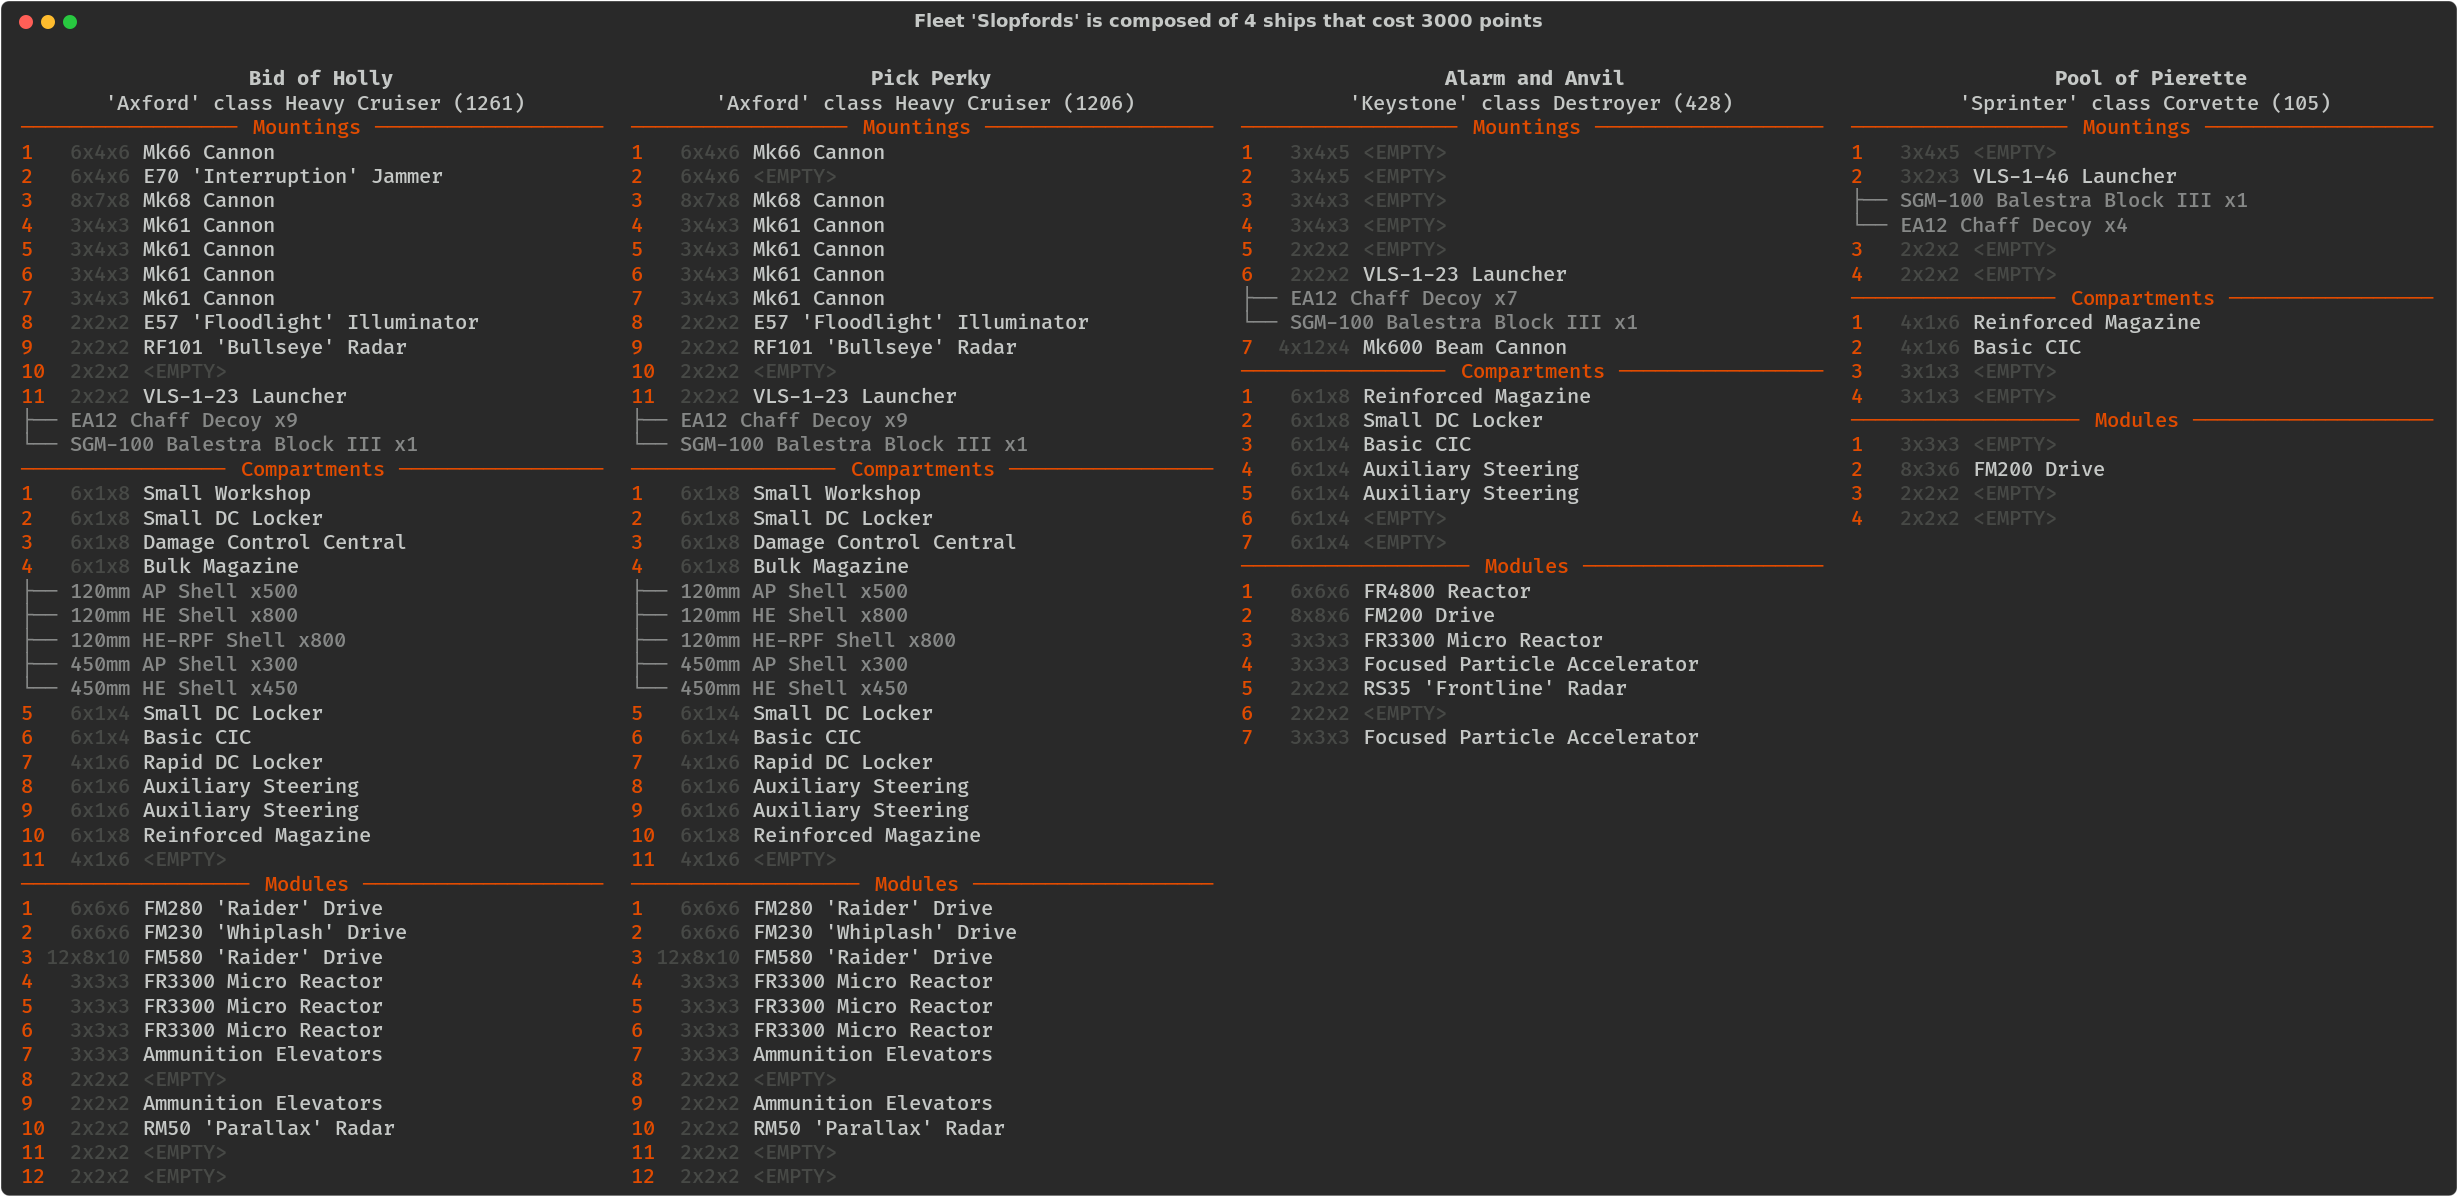 Fleet 'Slopfords' is composed of 4 ships that cost 3000 points
Bid of Holly
'Axford' class Heavy Cruiser (1261)
Mountings
1 6x4x6 Mk66 Cannon
2 6x4x6 E70 'Interruption' Jammer
3 8x7x8 Mk68 Cannon
4 3x4x3 Mk61 Cannon
5 3x4x3 Mk61 Cannon
6 3x4x3 Mk61 Cannon
7 3x4x3 Mk61 Cannon
8 2x2x2 E57 'Floodlight' Illuminator
9 2x2x2 RF101 'Bullseye' Radar
10 2x2x2 <EMPTY>
11 2x2x2 VLS-1-23 Launcher
EA12 Chaff Decoy x9
SGM-100 Balestra Block III x1
Compartments
1 6x1x8 Small Workshop
2 6x1x8 Small DC Locker
3 6x1x8 Damage Control Central
4 6x1x8 Bulk Magazine
120mm AP Shell x500
120mm HE Shell x800
120mm HE-RPF Shell x800
450mm AP Shell x300
450mm HE Shell x450
5 6x1x4 Small DC Locker
6 6x1x4 Basic CIC
7 4x1x6 Rapid DC Locker
8 6x1x6 Auxiliary Steering
9 6x1x6 Auxiliary Steering
10 6x1x8 Reinforced Magazine
11 4x1x6 <EMPTY>
Modules
1 6x6x6 FM280 'Raider' Drive
2 6x6x6 FM230 'Whiplash' Drive
3 12x8x10 FM580 'Raider' Drive
4 3x3x3 FR3300 Micro Reactor
5 3x3x3 FR3300 Micro Reactor
6 3x3x3 FR3300 Micro Reactor
7 3x3x3 Ammunition Elevators
8 2x2x2 <EMPTY>
9 2x2x2 Ammunition Elevators
10 2x2x2 RM50 'Parallax' Radar
11 2x2x2 <EMPTY>
12 2x2x2 <EMPTY>
Pick Perky
'Axford' class Heavy Cruiser (1206)
Mountings
1 6x4x6 Mk66 Cannon
2 6x4x6 <EMPTY>
3 8x7x8 Mk68 Cannon
4 3x4x3 Mk61 Cannon
5 3x4x3 Mk61 Cannon
6 3x4x3 Mk61 Cannon
7 3x4x3 Mk61 Cannon
8 2x2x2 E57 'Floodlight' Illuminator
9 2x2x2 RF101 'Bullseye' Radar
10 2x2x2 <EMPTY>
11 2x2x2 VLS-1-23 Launcher
EA12 Chaff Decoy x9
SGM-100 Balestra Block III x1
Compartments
1 6x1x8 Small Workshop
2 6x1x8 Small DC Locker
3 6x1x8 Damage Control Central
4 6x1x8 Bulk Magazine
120mm AP Shell x500
120mm HE Shell x800
120mm HE-RPF Shell x800
450mm AP Shell x300
450mm HE Shell x450
5 6x1x4 Small DC Locker
6 6x1x4 Basic CIC
7 4x1x6 Rapid DC Locker
8 6x1x6 Auxiliary Steering
9 6x1x6 Auxiliary Steering
10 6x1x8 Reinforced Magazine
11 4x1x6 <EMPTY>
Modules
1 6x6x6 FM280 'Raider' Drive
2 6x6x6 FM230 'Whiplash' Drive
3 12x8x10 FM580 'Raider' Drive
4 3x3x3 FR3300 Micro Reactor
5 3x3x3 FR3300 Micro Reactor
6 3x3x3 FR3300 Micro Reactor
7 3x3x3 Ammunition Elevators
8 2x2x2 <EMPTY>
9 2x2x2 Ammunition Elevators
10 2x2x2 RM50 'Parallax' Radar
11 2x2x2 <EMPTY>
12 2x2x2 <EMPTY>
Alarm and Anvil
'Keystone' class Destroyer (428)
Mountings
1 3x4x5 <EMPTY>
2 3x4x5 <EMPTY>
3 3x4x3 <EMPTY>
4 3x4x3 <EMPTY>
5 2x2x2 <EMPTY>
6 2x2x2 VLS-1-23 Launcher
EA12 Chaff Decoy x7
SGM-100 Balestra Block III x1
7 4x12x4 Mk600 Beam Cannon
Compartments
1 6x1x8 Reinforced Magazine
2 6x1x8 Small DC Locker
3 6x1x4 Basic CIC
4 6x1x4 Auxiliary Steering
5 6x1x4 Auxiliary Steering
6 6x1x4 <EMPTY>
7 6x1x4 <EMPTY>
Modules
1 6x6x6 FR4800 Reactor
2 8x8x6 FM200 Drive
3 3x3x3 FR3300 Micro Reactor
4 3x3x3 Focused Particle Accelerator
5 2x2x2 RS35 'Frontline' Radar
6 2x2x2 <EMPTY>
7 3x3x3 Focused Particle Accelerator
Pool of Pierette
'Sprinter' class Corvette (105)
Mountings
1 3x4x5 <EMPTY>
2 3x2x3 VLS-1-46 Launcher
SGM-100 Balestra Block III x1
EA12 Chaff Decoy x4
3 2x2x2 <EMPTY>
4 2x2x2 <EMPTY>
Compartments
1 4x1x6 Reinforced Magazine
2 4x1x6 Basic CIC
3 3x1x3 <EMPTY>
4 3x1x3 <EMPTY>
Modules
1 3x3x3 <EMPTY>
2 8x3x6 FM200 Drive
3 2x2x2 <EMPTY>
4 2x2x2 <EMPTY>